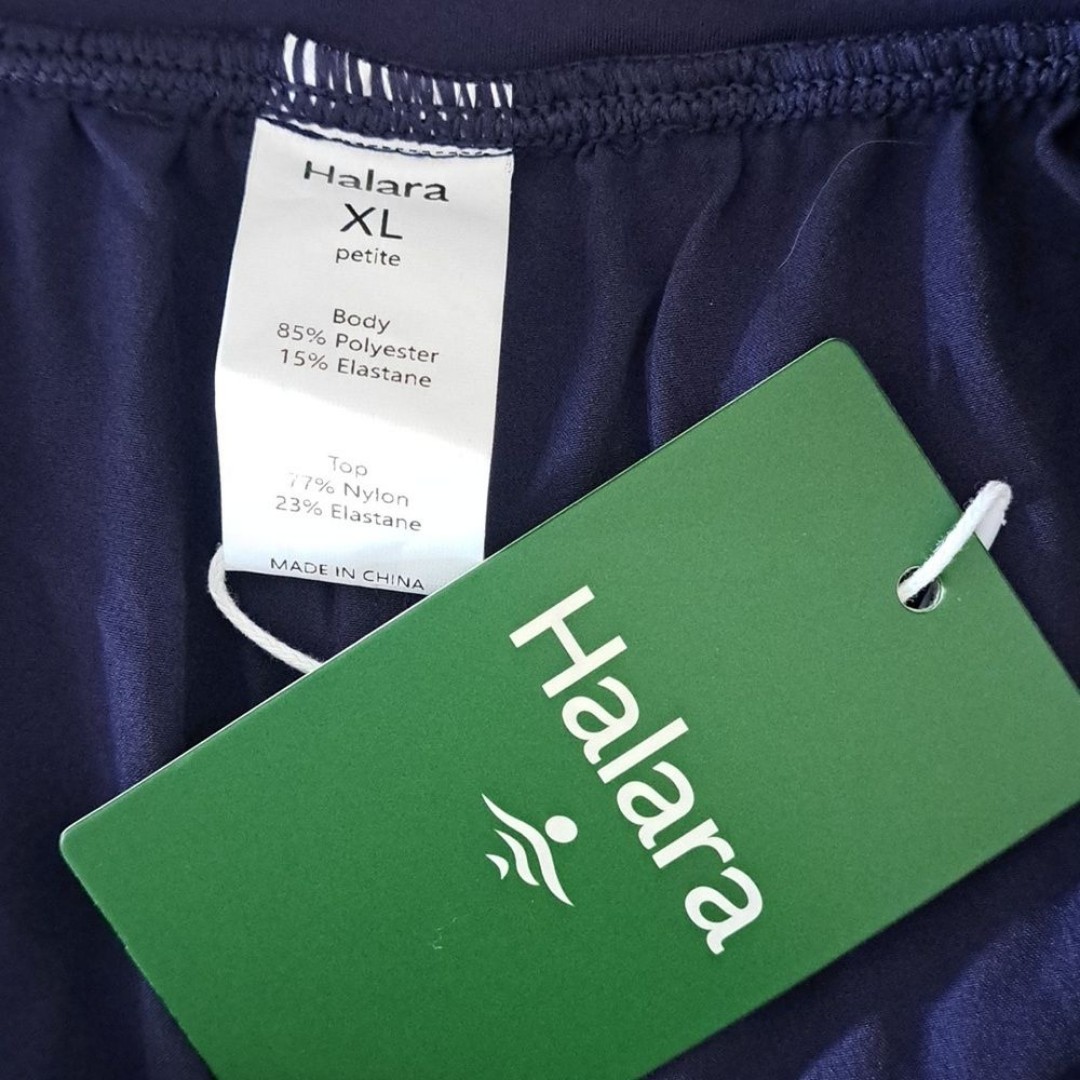 Halara
XL
petite
Body
85% Polyester
15% Elastane
Top
77% Nylon
23% Elastane
MADE IN CHINA
Halara